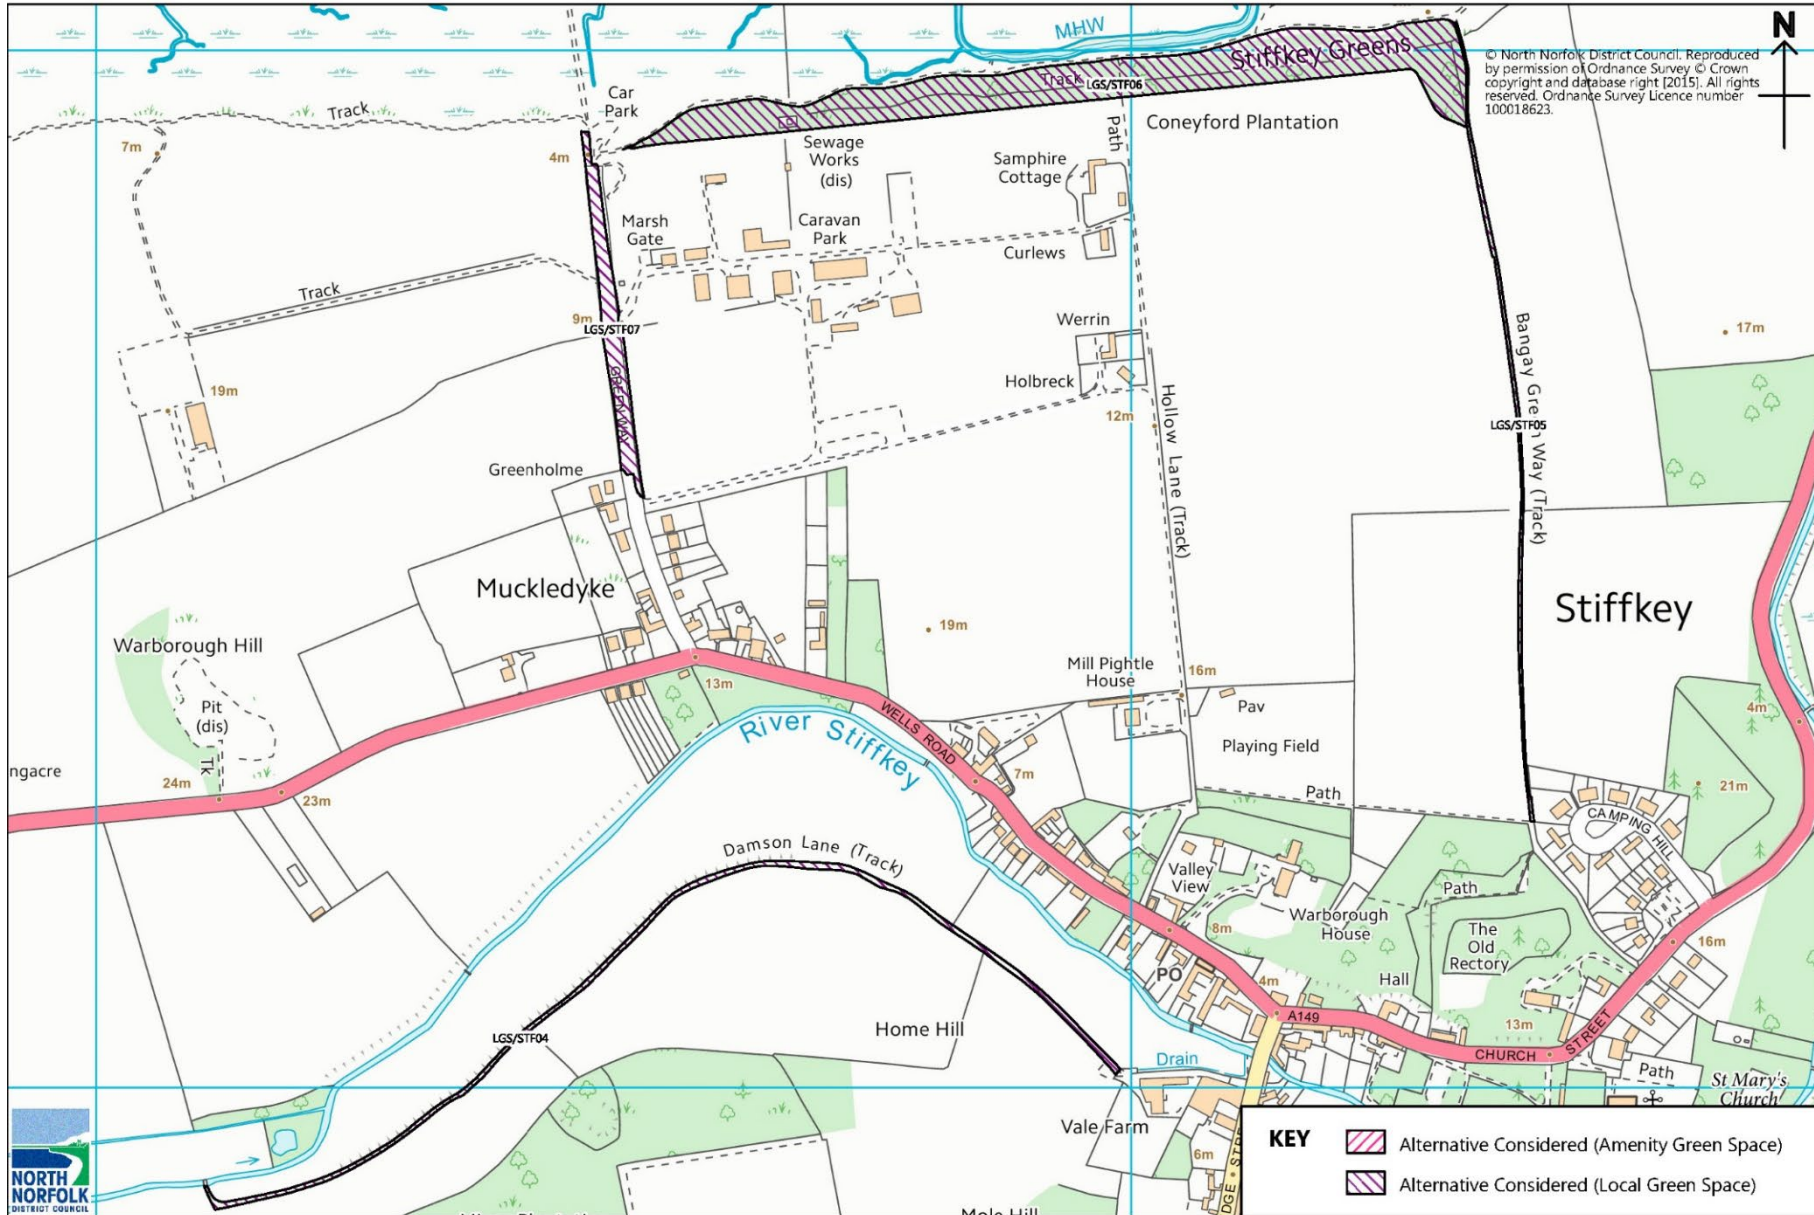 MHW
Stiffkey Greens
N
© North Norfolk District Council. Reproduced
by permission of Ordnance Survey © Crown
copyright and database right [2015]. All rights
reserved. Ordnance Survey Licence number
100018623.
Track
LGS/STF06
Car
Park
Track
7m
4m
Coneyford Plantation
Path
Sewage
Works
(dis)
Samphire
Cottage
Marsh
Gate
Caravan
Park
Curlews
Track
9m
LGS/STF07
GREENWAY
Werrin
Holbreck
12m
Hollow Lane (Track)
Bangay Green Way (Track)
LGS/STF05
17m
19m
Greenholme
Muckledyke
Stiffkey
Warborough Hill
19m
Mill Pightle
House
16m
13m
Pit
(dis)
Tk
Pav
Playing Field
4m
ngacre
24m
23m
River Stiffkey
WELLS ROAD
7m
21m
Path
CAMPING HILL
Damson Lane (Track)
Valley
View
Path
8m
Warborough
House
The
Old
Rectory
16m
PO
4m
Hall
A149
13m
CHURCH STREET
LGS/STF04
Home Hill
Drain
Path
St Mary's
Church
Vale Farm
6m
KEY
Alternative Considered (Amenity Green Space)
Alternative Considered (Local Green Space)
NORTH
NORFOLK
DISTRICT COUNCIL
Mole Hill